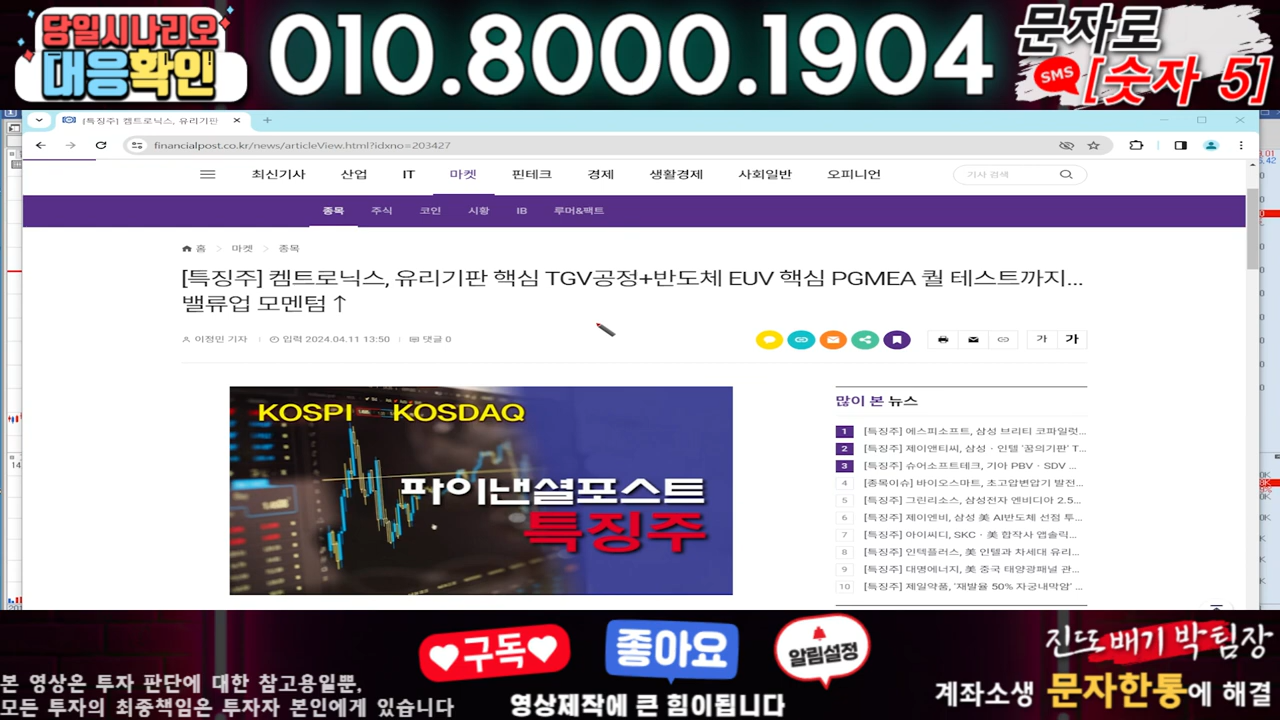 당일시나리오
대응확인
010.8000.1904
문자로
SMS
[숫자 5]
[특징주] 켐트로닉스, 유리기판
financialpost.co.kr/news/articleView.html?idxno=203427
최신기사 산업 IT 마켓 핀테크 경제 생활경제 사회일반 오피니언
기사 검색
종목 주식 코인 시황 IB 루머&팩트
홈 > 마켓 > 종목
[특징주] 켐트로닉스, 유리기판 핵심 TGV공정+반도체 EUV 핵심 PGMEA 퀄 테스트까지...
밸류업 모멘텀↑
이정민 기자 입력 2024.04.11 13:50 댓글 0
가 가
KOSPI KOSDAQ
파이낸셜포스트
특징주
많이 본 뉴스
1 [특징주] 에스피소프트, 삼성 브리티 코파일럿...
2 [특징주] 제이앤티씨, 삼성·인텔 '꿈의기판' T...
3 [특징주] 슈어소프트테크, 기아 PBV·SDV ...
4 [종목이슈] 바이오스마트, 초고압변압기 발전...
5 [특징주] 그린리소스, 삼성전자 엔비디아 2.5...
6 [특징주] 제이엔비, 삼성 美 AI반도체 선점 투...
7 [특징주] 아이씨디, SKC·美 합작사 앱솔릭...
8 [특징주] 인텍플러스, 美 인텔과 차세대 유리...
9 [특징주] 대명에너지, 美 중국 태양광패널 관...
10 [특징주] 제일약품, '재발율 50% 자궁내막암' ...
구독
좋아요
알림설정
영상제작에 큰 힘이됩니다
본 영상은 투자 판단에 대한 참고용일뿐,
모든 투자의 최종책임은 투자자 본인에게 있습니다
진또배기 박팀장
계좌소생 문자한통에 해결